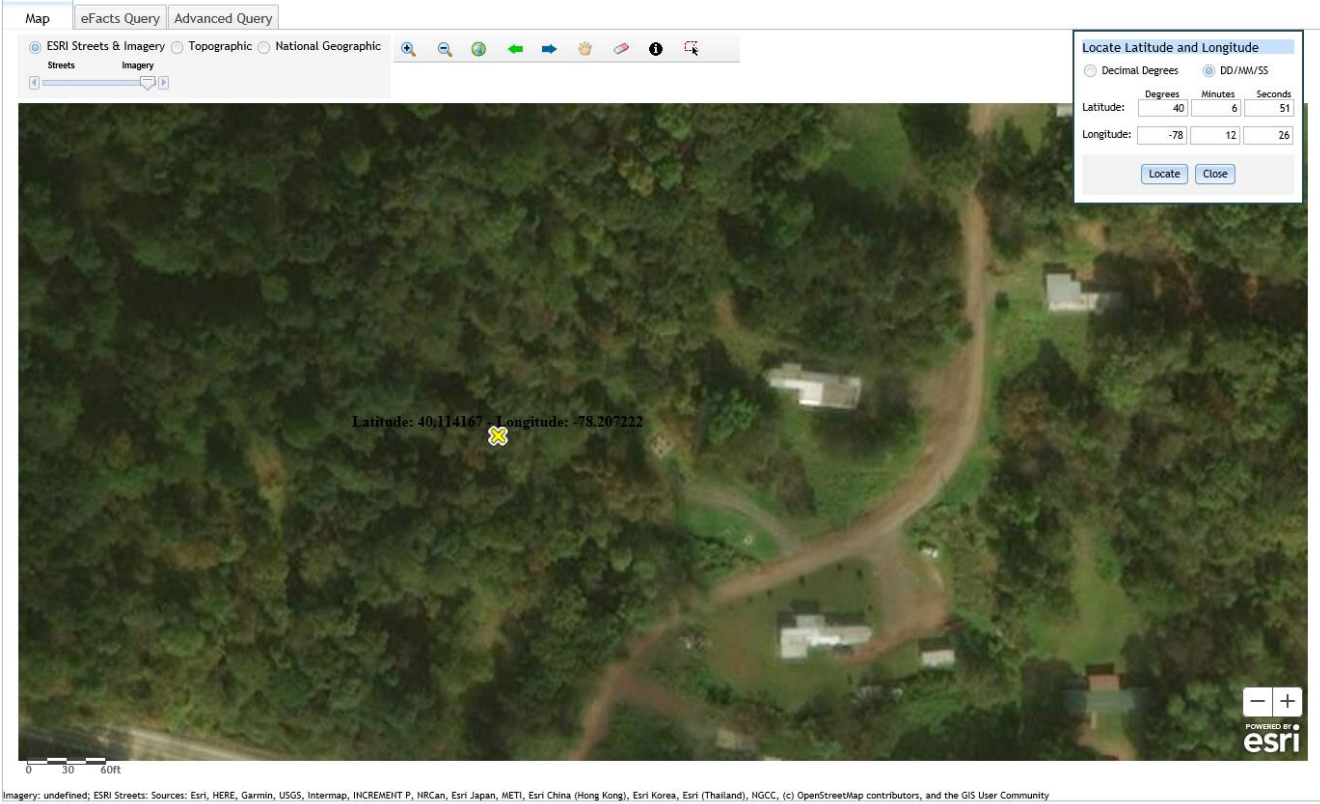 Map eFacts Query Advanced Query
ESRI Streets & Imagery Topographic National Geographic
Streets Imagery
Locate Latitude and Longitude
Decimal Degrees DD/MM/SS
Degrees Minutes Seconds
Latitude: 40 6 51
Longitude: -78 12 26
Locate Close
Latitude: 40.114167 - Longitude: -78.207222
POWERED BY
esri
0 30 60ft
Imagery: undefined; ESRI Streets: Sources: Esri, HERE, Garmin, USGS, Intermap, INCREMENT P, NRCan, Esri Japan, METI, Esri China (Hong Kong), Esri Korea, Esri (Thailand), NGCC, (c) OpenStreetMap contributors, and the GIS User Community